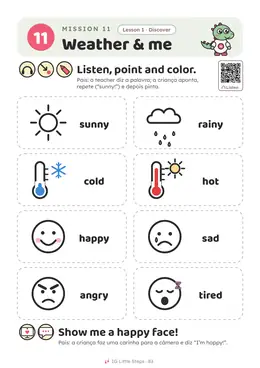 11
MISSION 11
Lesson 1 · Discover
Weather & me
Listen, point and color.
Pais: o teacher diz a palavra; a criança aponta,
repete ("sunny!") e depois pinta.
sunny
rainy
cold
hot
happy
sad
angry
tired
Show me a happy face!
Pais: a criança faz uma carinha para a câmera e diz "I'm happy!".